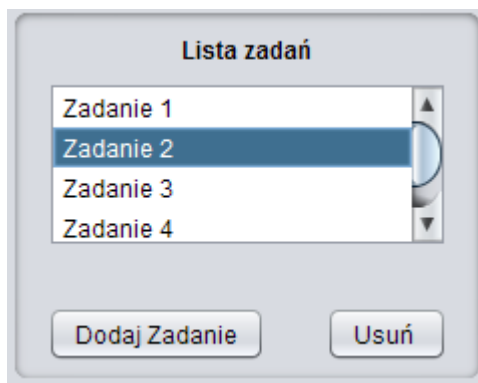 Lista zadań
Zadanie 1
Zadanie 2
Zadanie 3
Zadanie 4
Dodaj Zadanie
Usuń